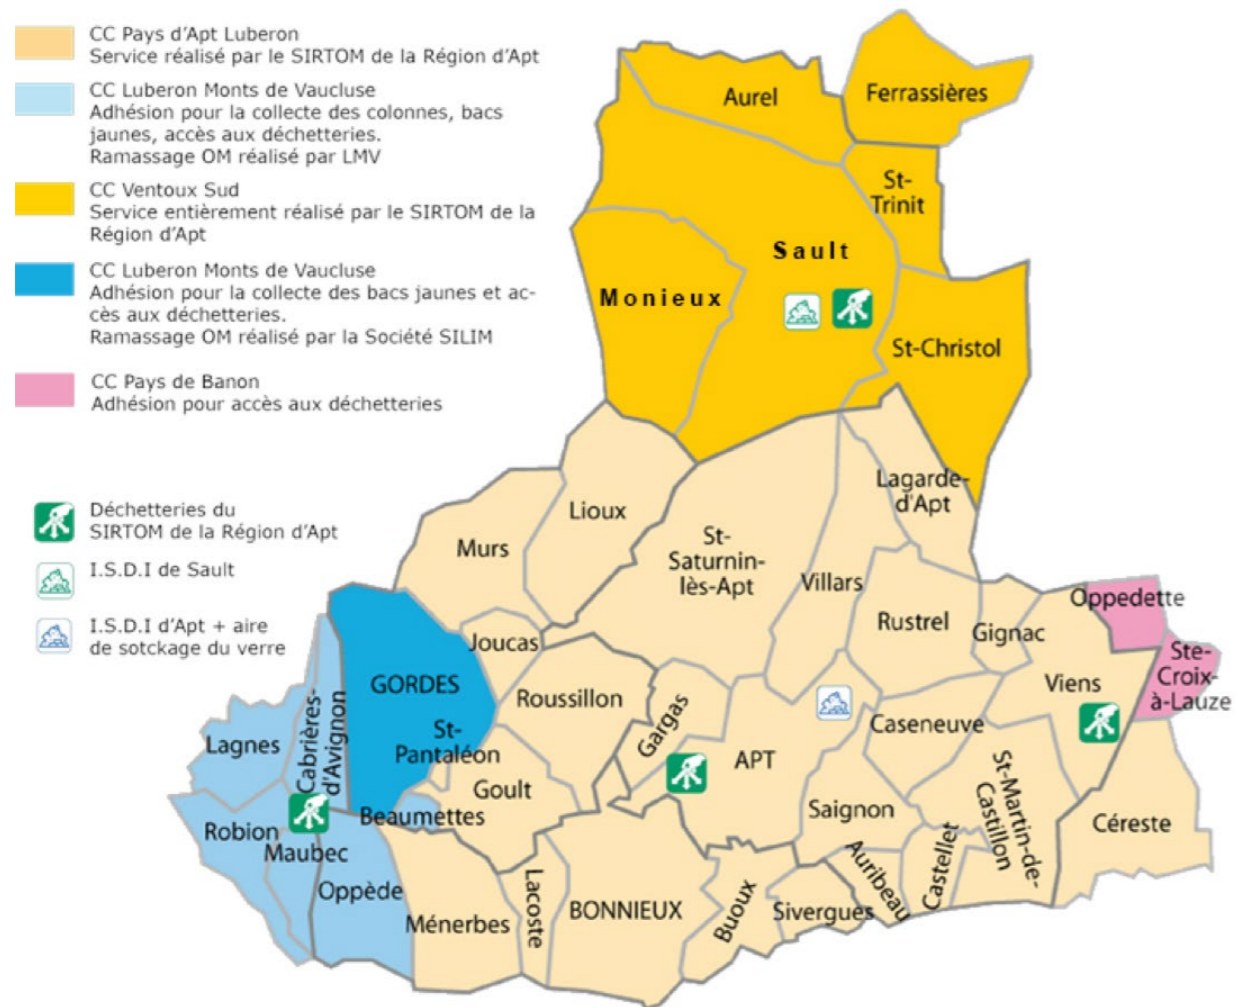 CC Pays d'Apt Luberon
Service réalisé par le SIRTOM de la Région d'Apt
CC Luberon Monts de Vaucluse
Adhésion pour la collecte des colonnes, bacs
jaunes, accès aux déchetteries.
Ramassage OM réalisé par LMV
CC Ventoux Sud
Service entièrement réalisé par le SIRTOM de la
Région d'Apt
CC Luberon Monts de Vaucluse
Adhésion pour la collecte des bacs jaunes et ac-
cès aux déchetteries.
Ramassage OM réalisé par la Société SILIM
CC Pays de Banon
Adhésion pour accès aux déchetteries
Déchetteries du
SIRTOM de la Région d'Apt
I.S.D.I de Sault
I.S.D.I d'Apt + aire
de sotckage du verre
Aurel
Ferrassières
St-
Trinit
Sault
Monieux
St-Christol
Lagarde-
d'Apt
Lioux
Murs
St-
Saturnin-
lès-Apt
Villars
Rustrel
Gignac
Oppedette
Ste-
Croix-
à-Lauze
Viens
Joucas
GORDES
Roussillon
Gargas
APT
Caseneuve
St-
Pantaléon
Goult
Lagnes
Cabrières-
d'Avignon
Beaumettes
Saignon
St-Martin-de-
Castillon
Céreste
Robion
Maubec
Oppède
Ménerbes
Lacoste
BONNIEUX
Buoux
Sivergues
Auribeau
Castellet